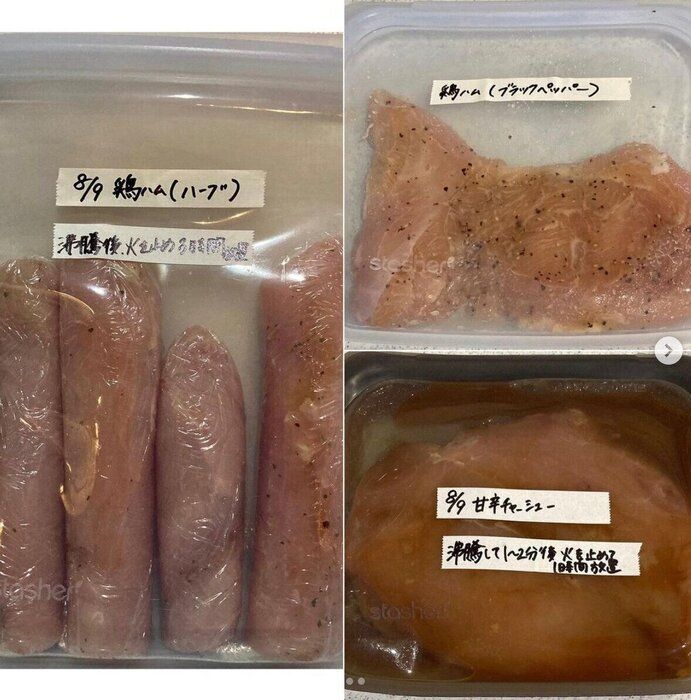 8/9 鶏ハム(ハーブ)
沸騰後、火を止め3時間放置
stasher
鶏ハム(ブラックペッパー)
stasher
8/9 甘辛チャーシュー
沸騰して1〜2分後 火を止めて
1時間放置
stasher